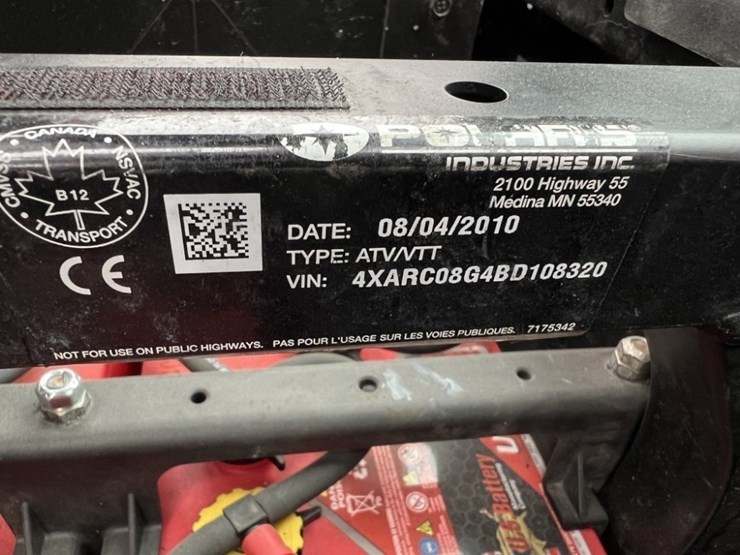 CANADA
CMVSS NSVAC
B12
TRANSPORT
POLARIS
INDUSTRIES INC.
2100 Highway 55
Medina MN 55340
DATE: 08/04/2010
TYPE: ATV/VTT
VIN: 4XARC08G4BD108320
CE
NOT FOR USE ON PUBLIC HIGHWAYS. PAS POUR L'USAGE SUR LES VOIES PUBLIQUES. 7175342
U.S. Battery